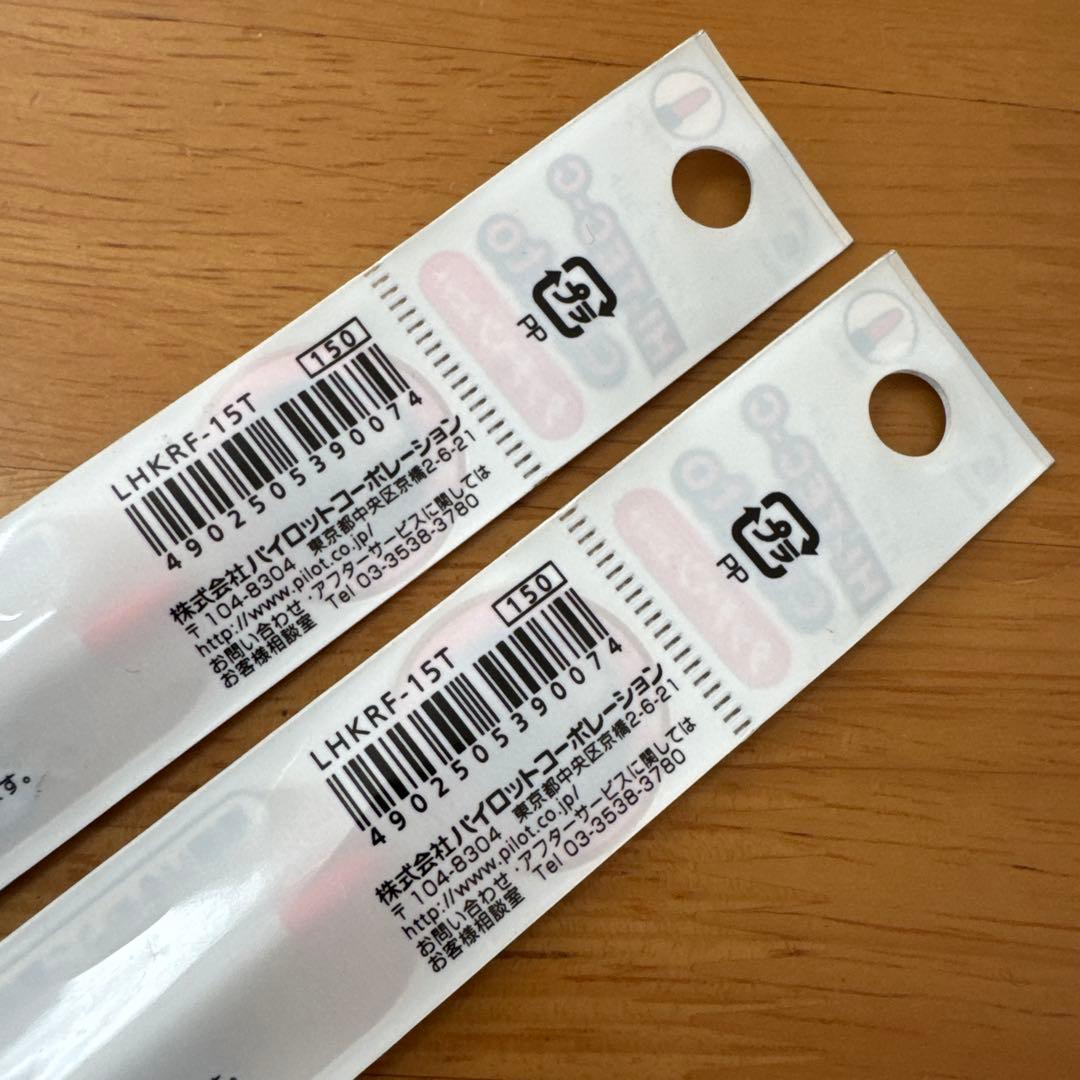 プラ
PP
150
LHKRF-15T
4902505390074
株式会社パイロットコーポレーション
〒104-8304 東京都中央区京橋2-6-21
http://www.pilot.co.jp/
お問い合わせ・アフターサービスに関しては
お客様相談室 Tel 03-3538-3780
す。
プラ
PP
150
LHKRF-15T
4902505390074
株式会社パイロットコーポレーション
〒104-8304 東京都中央区京橋2-6-21
http://www.pilot.co.jp/
お問い合わせ・アフターサービスに関しては
お客様相談室 Tel 03-3538-3780